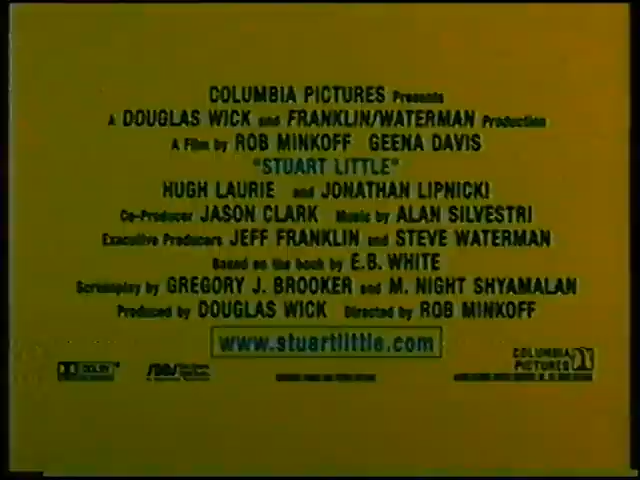 COLUMBIA PICTURES Presents
A DOUGLAS WICK and FRANKLIN/WATERMAN Production
A Film by ROB MINKOFF GEENA DAVIS
"STUART LITTLE"
HUGH LAURIE and JONATHAN LIPNICKI
Co-Producer JASON CLARK Music by ALAN SILVESTRI
Executive Producers JEFF FRANKLIN and STEVE WATERMAN
Based on the book by E.B. WHITE
Screenplay by GREGORY J. BROOKER and M. NIGHT SHYAMALAN
Produced by DOUGLAS WICK Directed by ROB MINKOFF
www.stuartlittle.com
COLUMBIA
PICTURES
DOLBY
SDDS